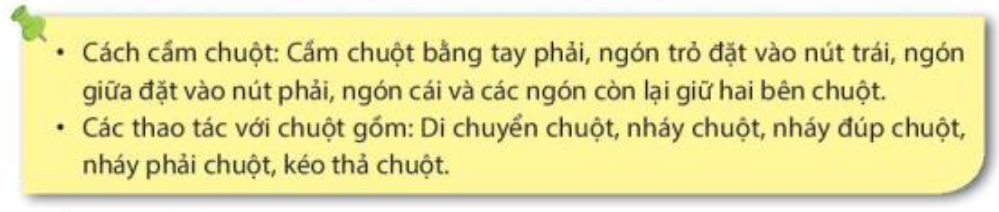 • Cách cầm chuột: Cầm chuột bằng tay phải, ngón trỏ đặt vào nút trái, ngón
giữa đặt vào nút phải, ngón cái và các ngón còn lại giữ hai bên chuột.
• Các thao tác với chuột gồm: Di chuyển chuột, nháy chuột, nháy đúp chuột,
nháy phải chuột, kéo thả chuột.